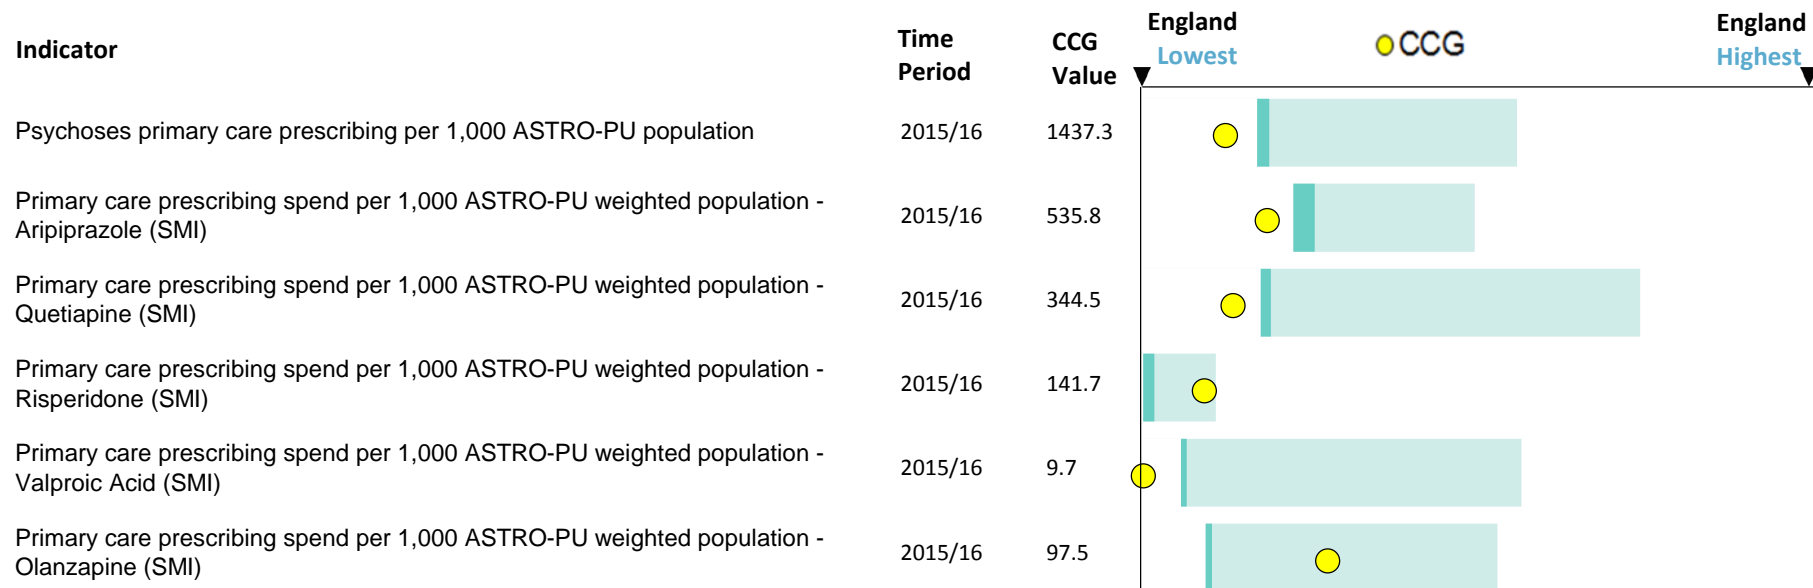 Indicator
Time Period
CCG Value
England Lowest
CCG
England Highest
Psychoses primary care prescribing per 1,000 ASTRO-PU population 2015/16 1437.3
Primary care prescribing spend per 1,000 ASTRO-PU weighted population -
Aripiprazole (SMI) 2015/16 535.8
Primary care prescribing spend per 1,000 ASTRO-PU weighted population -
Quetiapine (SMI) 2015/16 344.5
Primary care prescribing spend per 1,000 ASTRO-PU weighted population -
Risperidone (SMI) 2015/16 141.7
Primary care prescribing spend per 1,000 ASTRO-PU weighted population -
Valproic Acid (SMI) 2015/16 9.7
Primary care prescribing spend per 1,000 ASTRO-PU weighted population -
Olanzapine (SMI) 2015/16 97.5